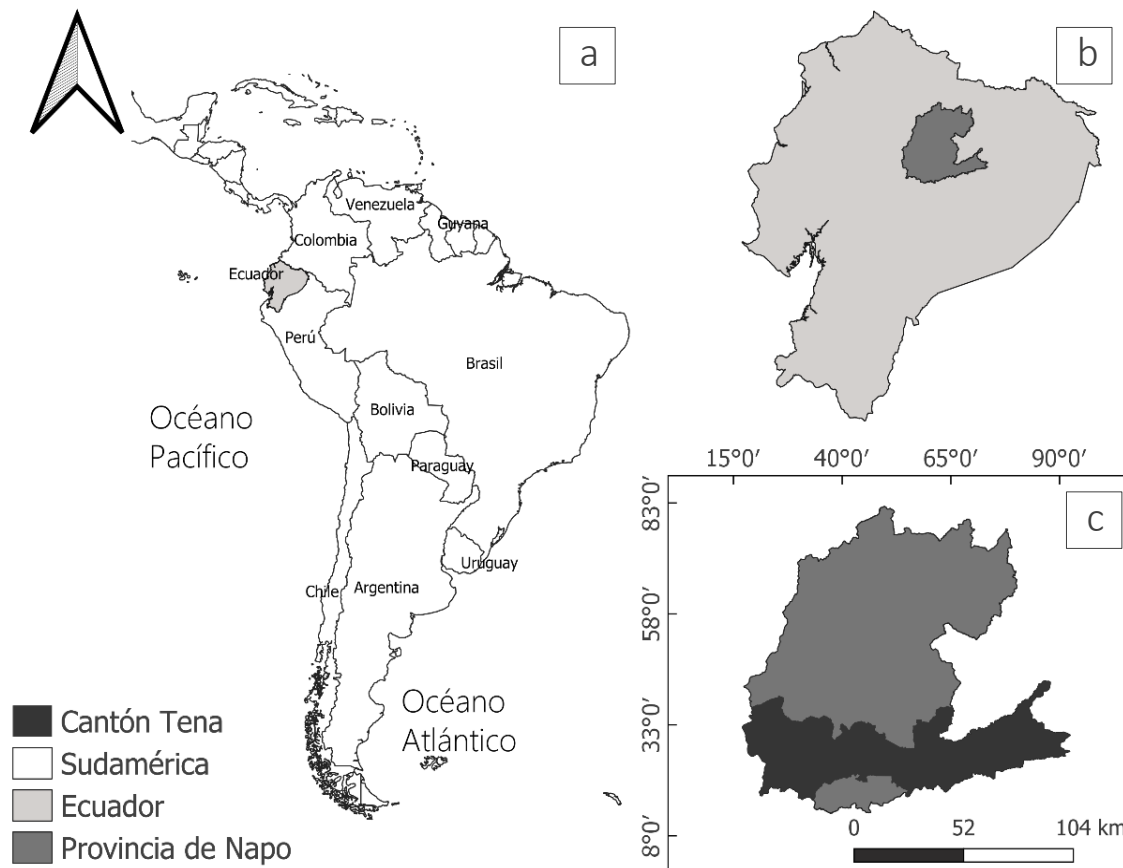 a
Venezuela
Guyana
Colombia
Ecuador
Perú
Brasil
Bolivia
Océano
Pacífico
Paraguay
Uruguay
Chile
Argentina
Océano
Atlántico
Cantón Tena
Sudamérica
Ecuador
Provincia de Napo
b
15°0' 40°0' 65°0' 90°0'
83°0'
58°0'
33°0'
8°0'
c
0 52 104 km